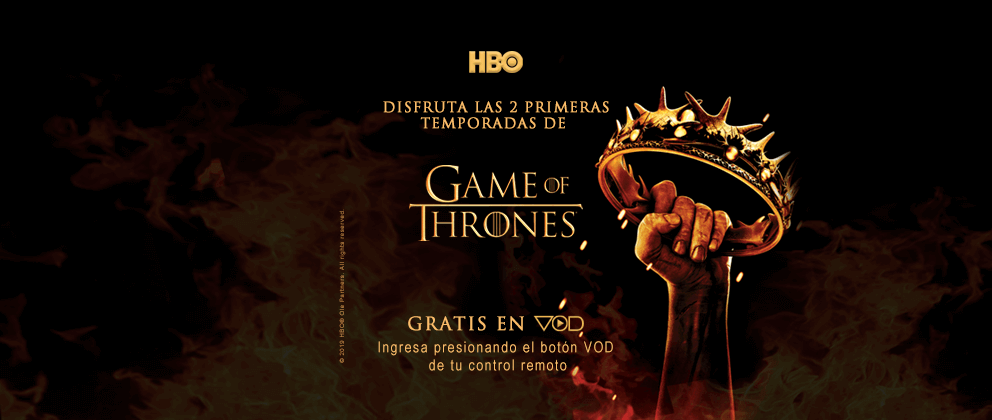 HBO
DISFRUTA LAS 2 PRIMERAS
TEMPORADAS DE
GAME OF
THRONES
GRATIS EN VOD
Ingresa presionando el botón VOD
de tu control remoto
© 2019 HBO® Ole Partners. All rights reserved.